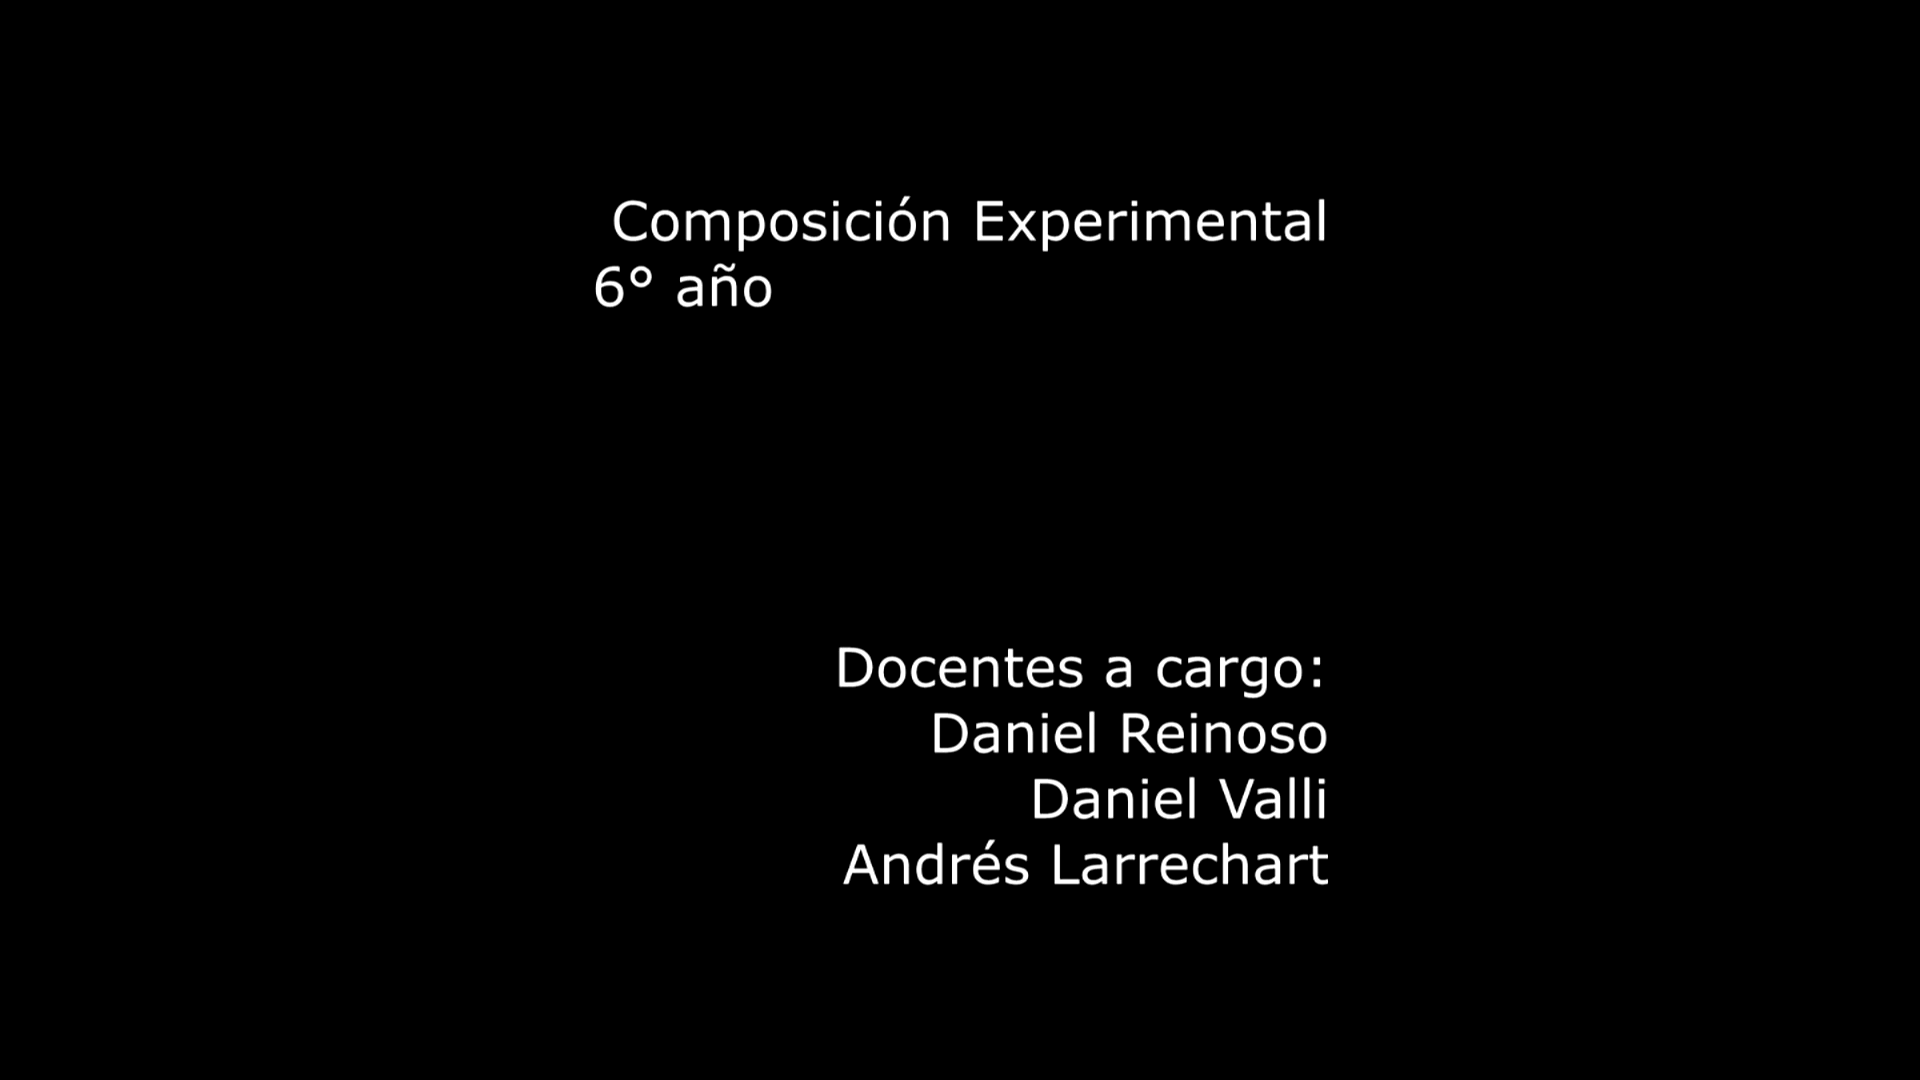 Composición Experimental
6° año
Docentes a cargo:
Daniel Reinoso
Daniel Valli
Andrés Larrechart